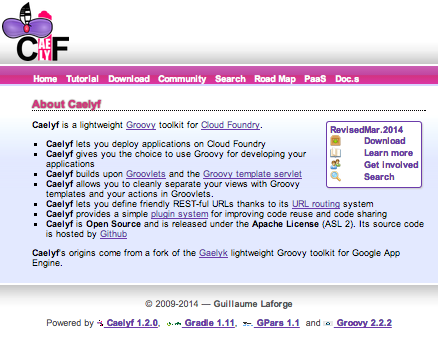 CAELYF
Home Tutorial Download Community Search Road Map PaaS Doc.s
About Caelyf
Caelyf is a lightweight Groovy toolkit for Cloud Foundry.
Caelyf lets you deploy applications on Cloud Foundry
Caelyf gives you the choice to use Groovy for developing your
applications
Caelyf builds upon Groovlets and the Groovy template servlet
Caelyf allows you to cleanly separate your views with Groovy
templates and your actions in Groovlets.
Caelyf lets you define friendly REST-ful URLs thanks to its URL routing system
Caelyf provides a simple plugin system for improving code reuse and code sharing
Caelyf is Open Source and is released under the Apache License (ASL 2). Its source code
is hosted by Github
RevisedMar.2014
Download
Learn more
Get involved
Search
Caelyf's origins come from a fork of the Gaelyk lightweight Groovy toolkit for Google App
Engine.
© 2009-2014 — Guillaume Laforge
Powered by Caelyf 1.2.0, Gradle 1.11, GPars 1.1 and Groovy 2.2.2